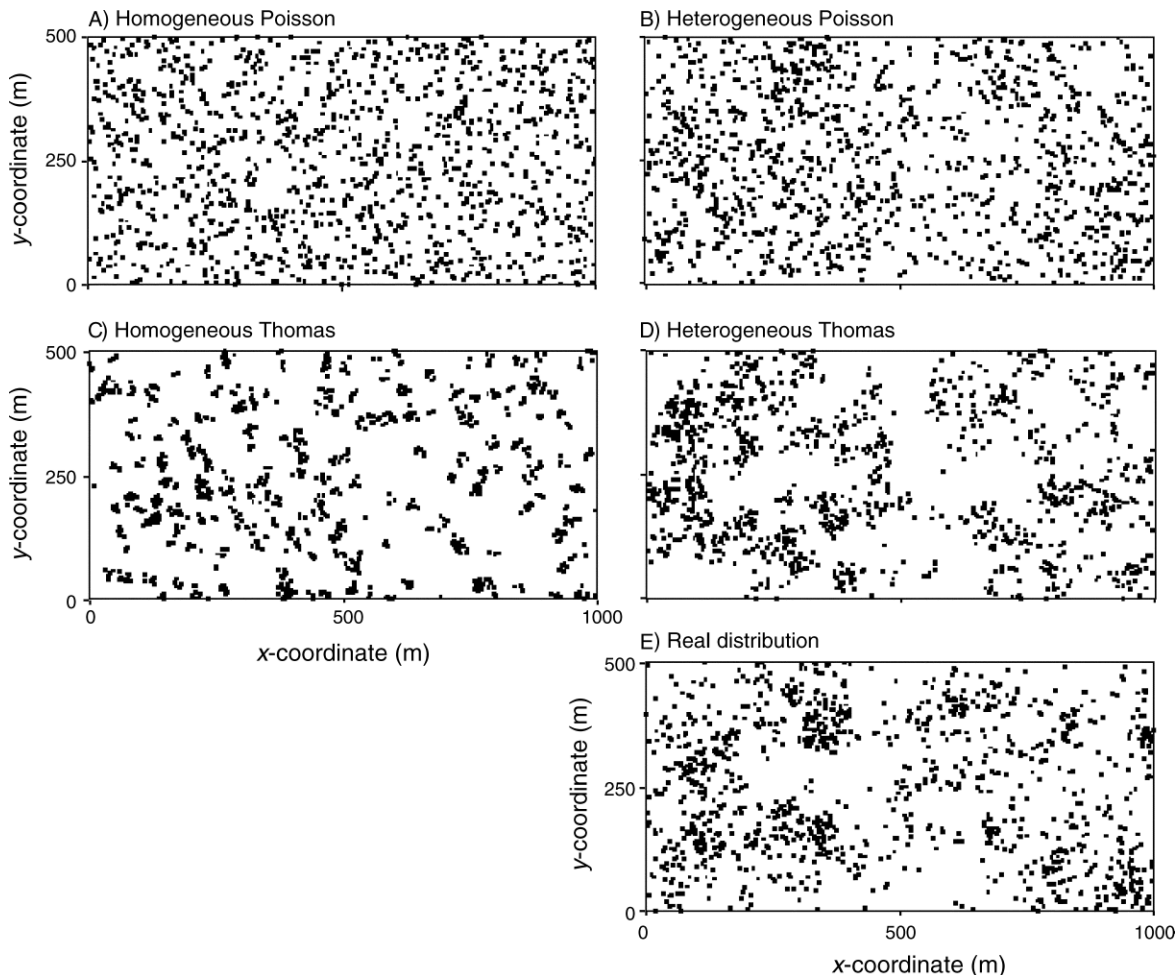 A) Homogeneous Poisson
B) Heterogeneous Poisson
500
250
0
y-coordinate (m)
C) Homogeneous Thomas
D) Heterogeneous Thomas
500
250
0
y-coordinate (m)
0
500
1000
x-coordinate (m)
E) Real distribution
500
250
0
y-coordinate (m)
0
500
1000
x-coordinate (m)